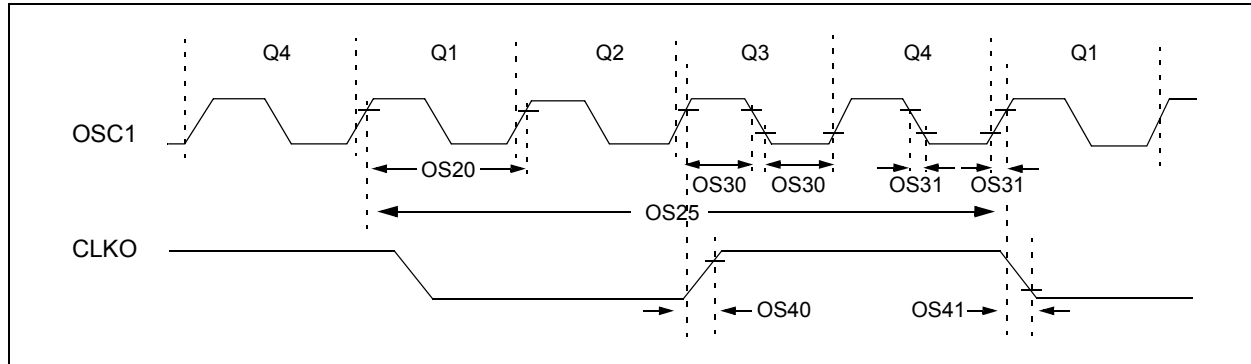 Q4 Q1 Q2 Q3 Q4 Q1
OSC1
OS20 OS30 OS30 OS31 OS31
OS25
CLKO
OS40 OS41